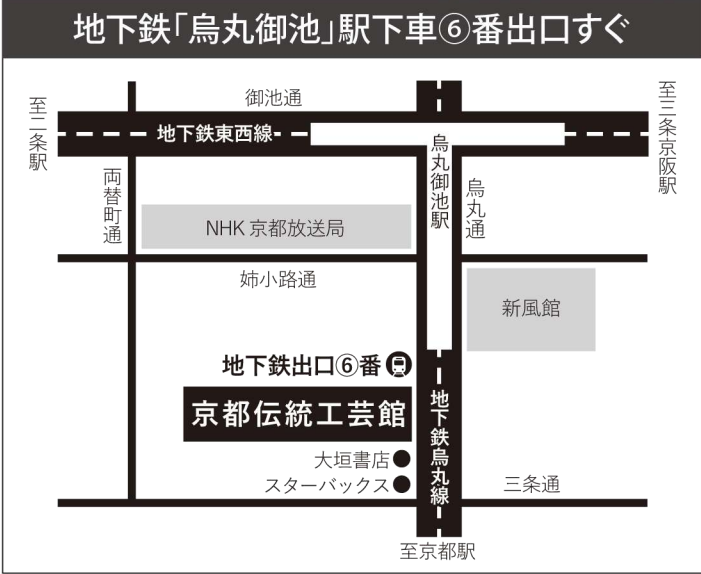 地下鉄「烏丸御池」駅下車⑥番出口すぐ
御池通
至二条駅
地下鉄東西線
至三条京阪駅
烏丸御池駅
両替町通
烏丸通
NHK 京都放送局
姉小路通
新風館
地下鉄出口⑥番
京都伝統工芸館
地下鉄烏丸線
大垣書店
スターバックス
三条通
至京都駅